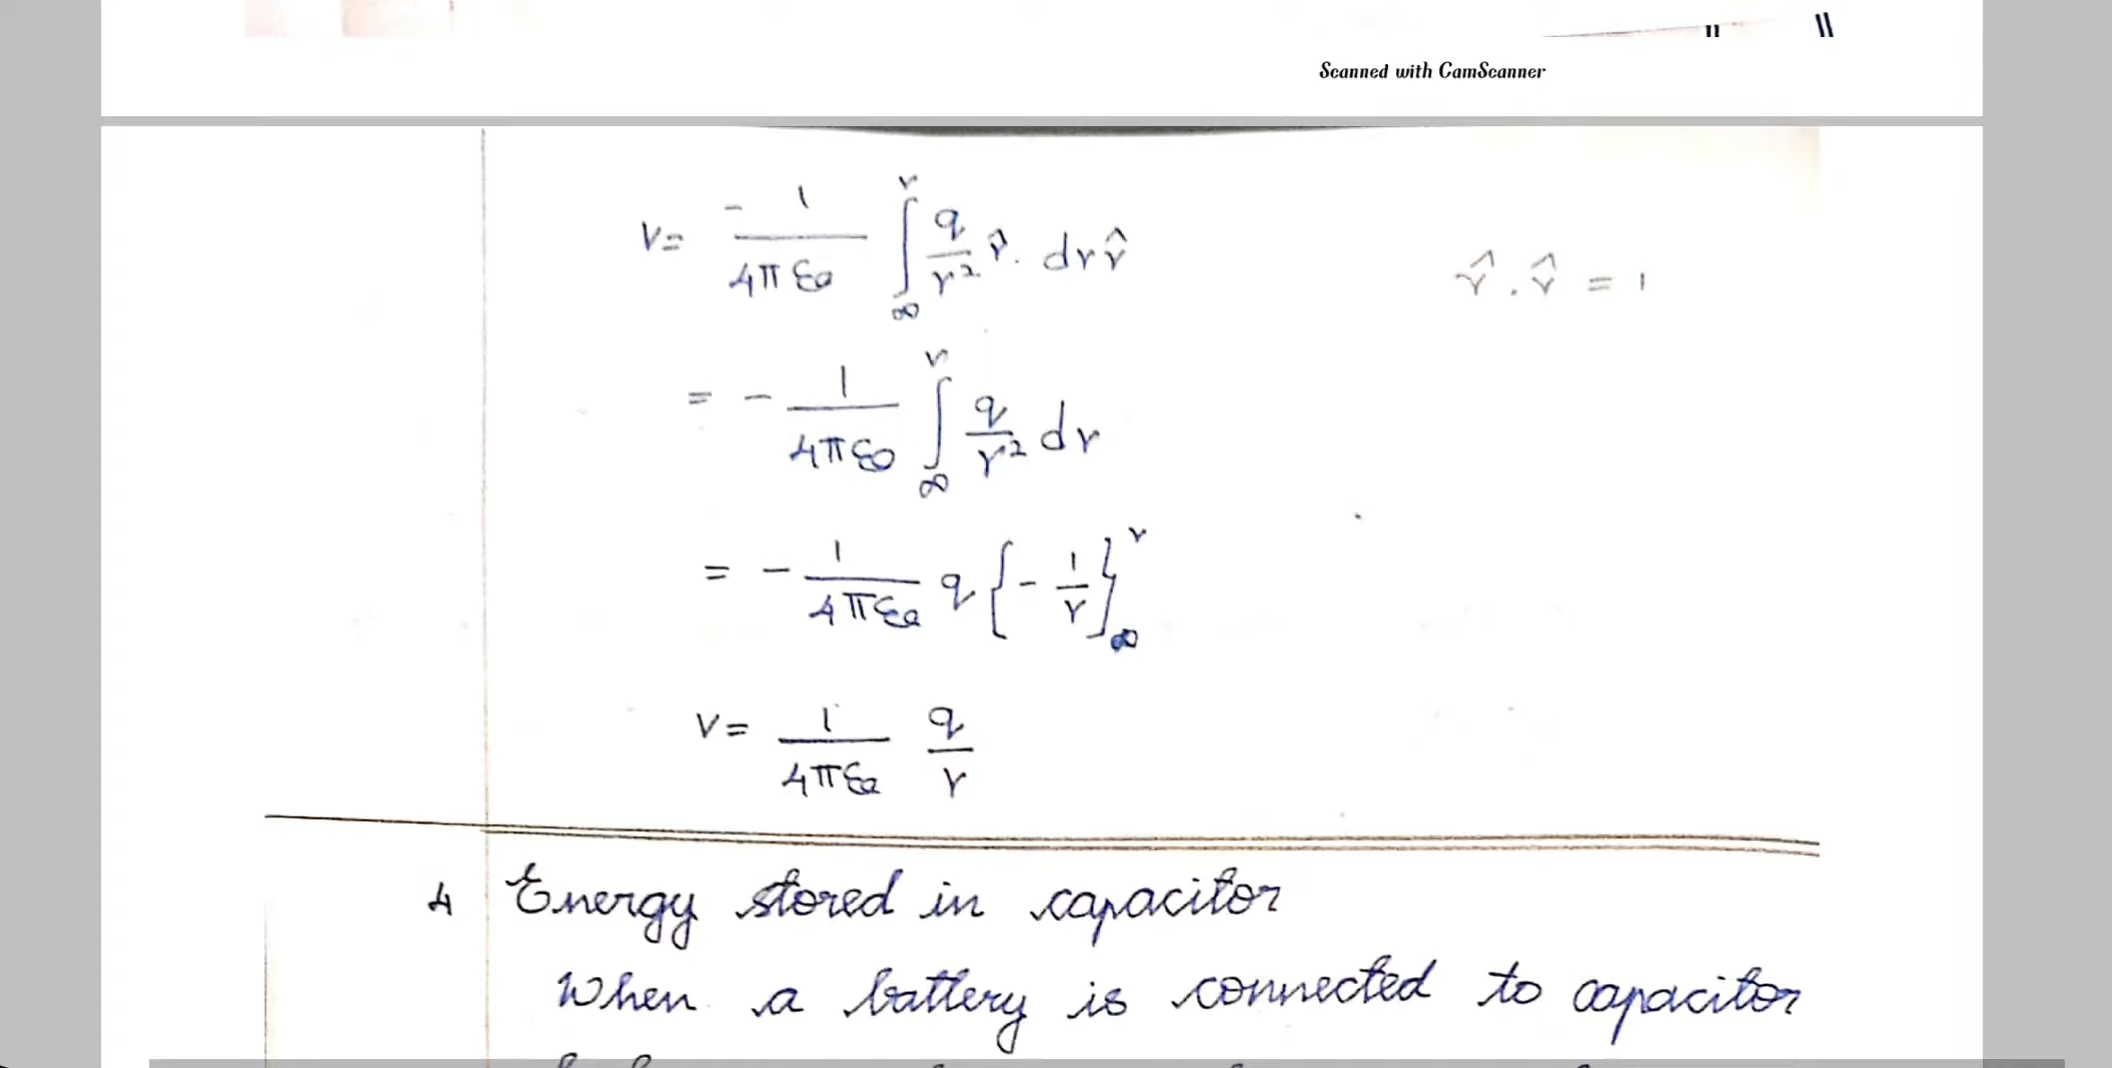 Scanned with CamScanner
V = - 1/4πε₀ ∫∞^r q/r² r̂. dr r̂    r̂ . r̂ = 1
= - 1/4πε₀ ∫∞^r q/r² dr
= - 1/4πε₀ q {- 1/r}∞^r
V = 1/4πε₀ q/r
4 Energy stored in capacitor
When a battery is connected to capacitor